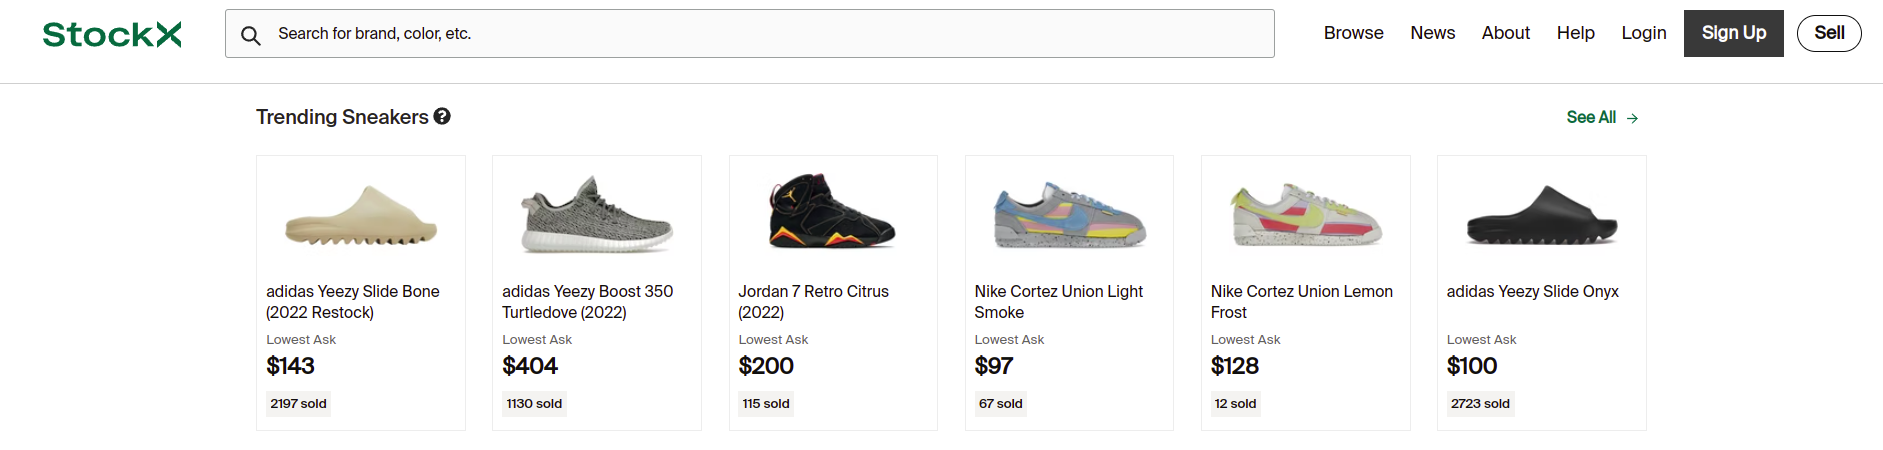 StockX
Search for brand, color, etc.
Browse News About Help Login Sign Up Sell
Trending Sneakers ?
See All →
adidas Yeezy Slide Bone
(2022 Restock)
Lowest Ask
$143
2197 sold
adidas Yeezy Boost 350
Turtledove (2022)
Lowest Ask
$404
1130 sold
Jordan 7 Retro Citrus
(2022)
Lowest Ask
$200
115 sold
Nike Cortez Union Light
Smoke
Lowest Ask
$97
67 sold
Nike Cortez Union Lemon
Frost
Lowest Ask
$128
12 sold
adidas Yeezy Slide Onyx
Lowest Ask
$100
2723 sold